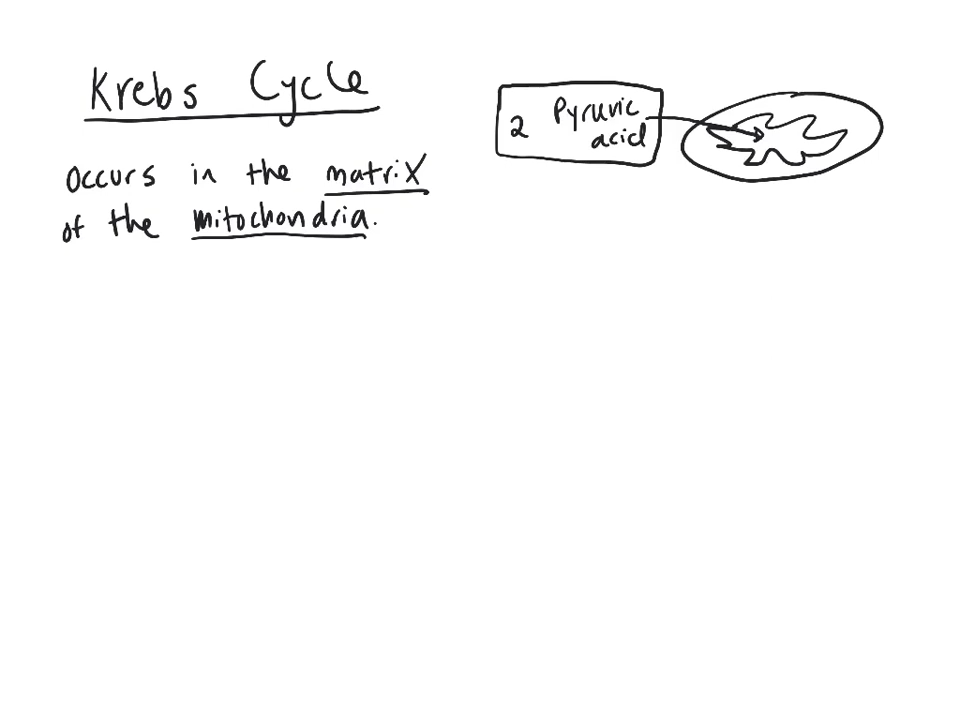 Krebs Cycle
occurs in the matrix
of the mitochondria.
2 Pyruvic
acid